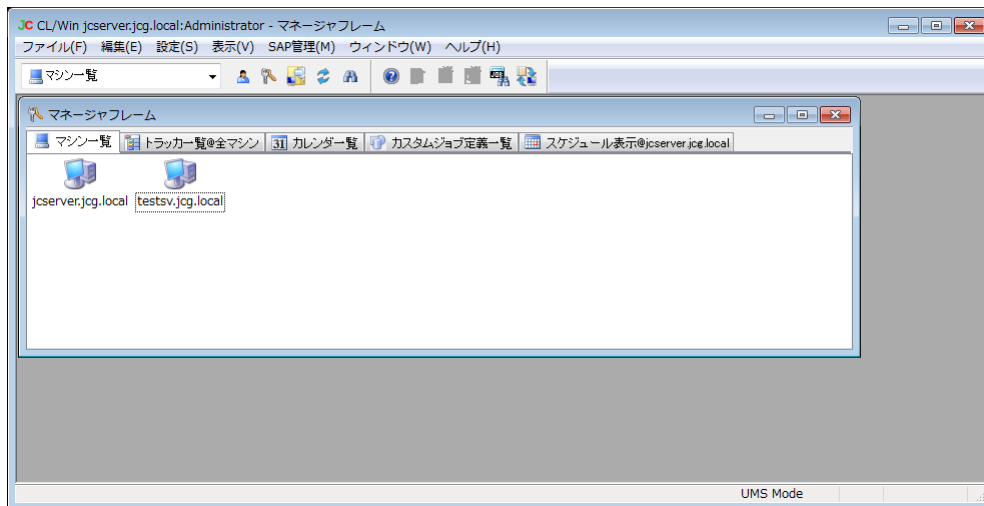 JC CL/Win jcserver.jcg.local:Administrator - マネージャフレーム
ファイル(F) 編集(E) 設定(S) 表示(V) SAP管理(M) ウィンドウ(W) ヘルプ(H)
マシン一覧
マネージャフレーム
マシン一覧 トラッカ一覧@全マシン 31 カレンダ一覧 カスタムジョブ定義一覧 スケジュール表示@jcserver.jcg.local
jcserver.jcg.local testsv.jcg.local
UMS Mode